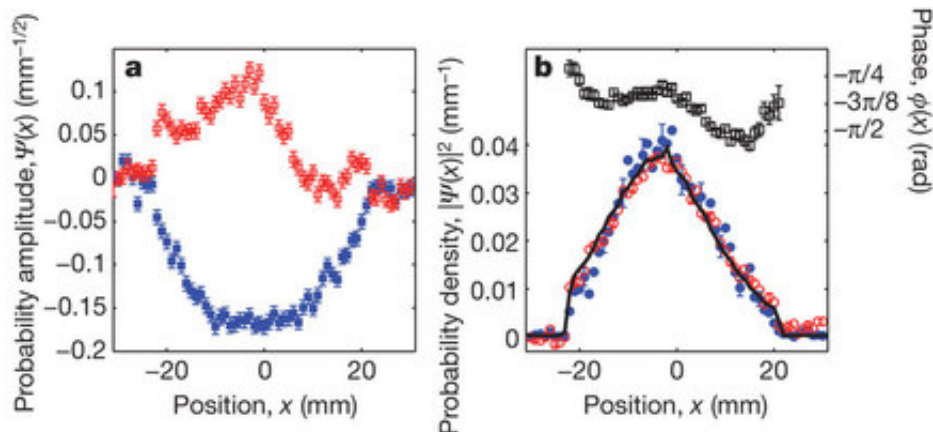 a
Probability amplitude, Ψ(x) (mm−1/2)
0.1
0.05
0
−0.05
−0.1
−0.15
−0.2
−20
0
20
Position, x (mm)
b
Probability density, |Ψ(x)|2 (mm−1)
0.04
0.03
0.02
0.01
0
−20
0
20
Position, x (mm)
−π/4
−3π/8
−π/2
Phase, ϕ(x) (rad)